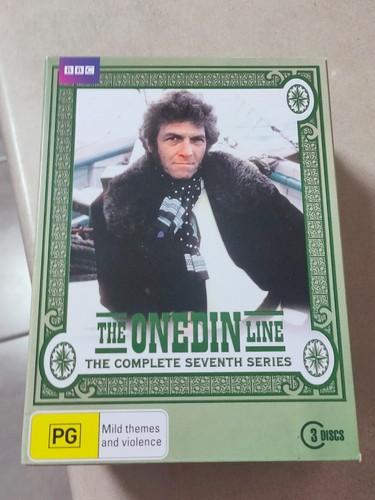 BBC
THE ONEDIN LINE
THE COMPLETE SEVENTH SERIES
PG
Mild themes
and violence
3 DISCS